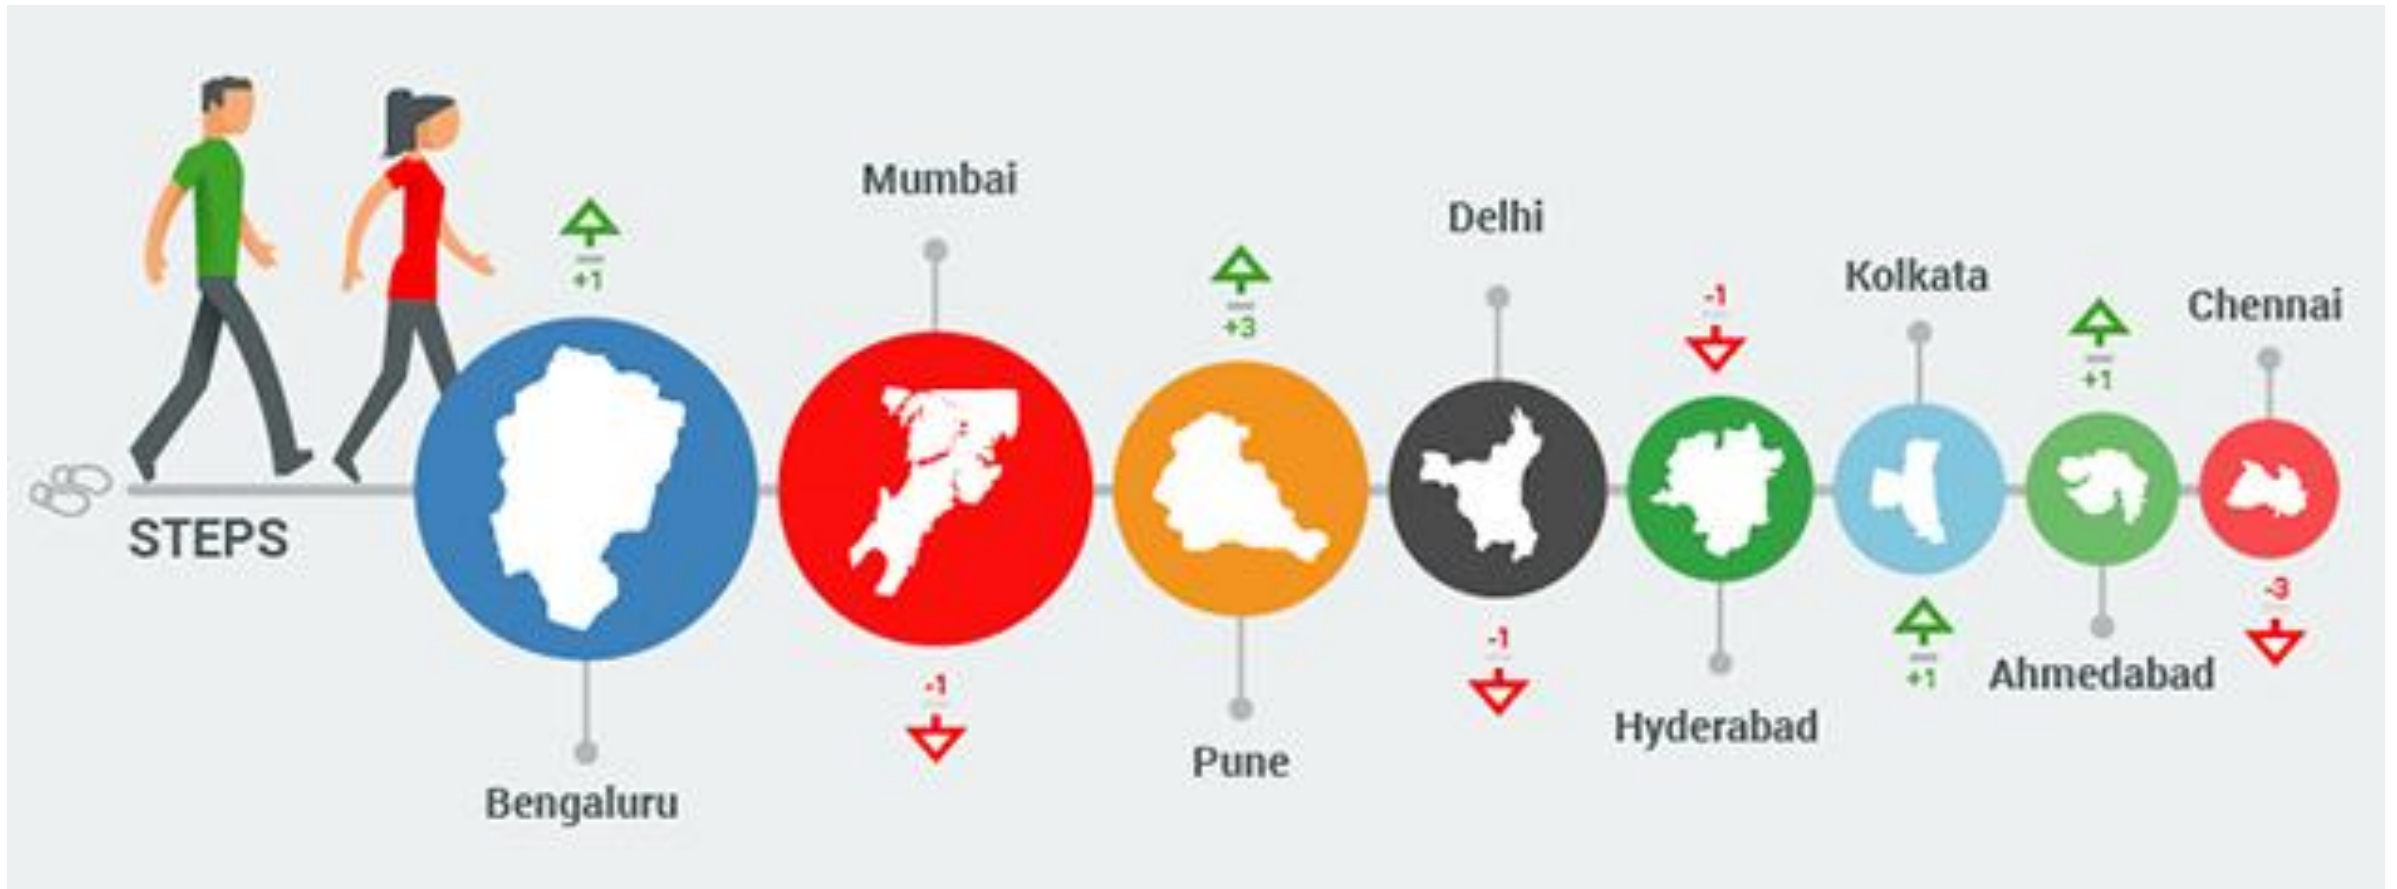 STEPS
+1
Bengaluru
Mumbai
-1
+3
Pune
Delhi
-1
-1
Hyderabad
Kolkata
+1
+1
Ahmedabad
Chennai
-3